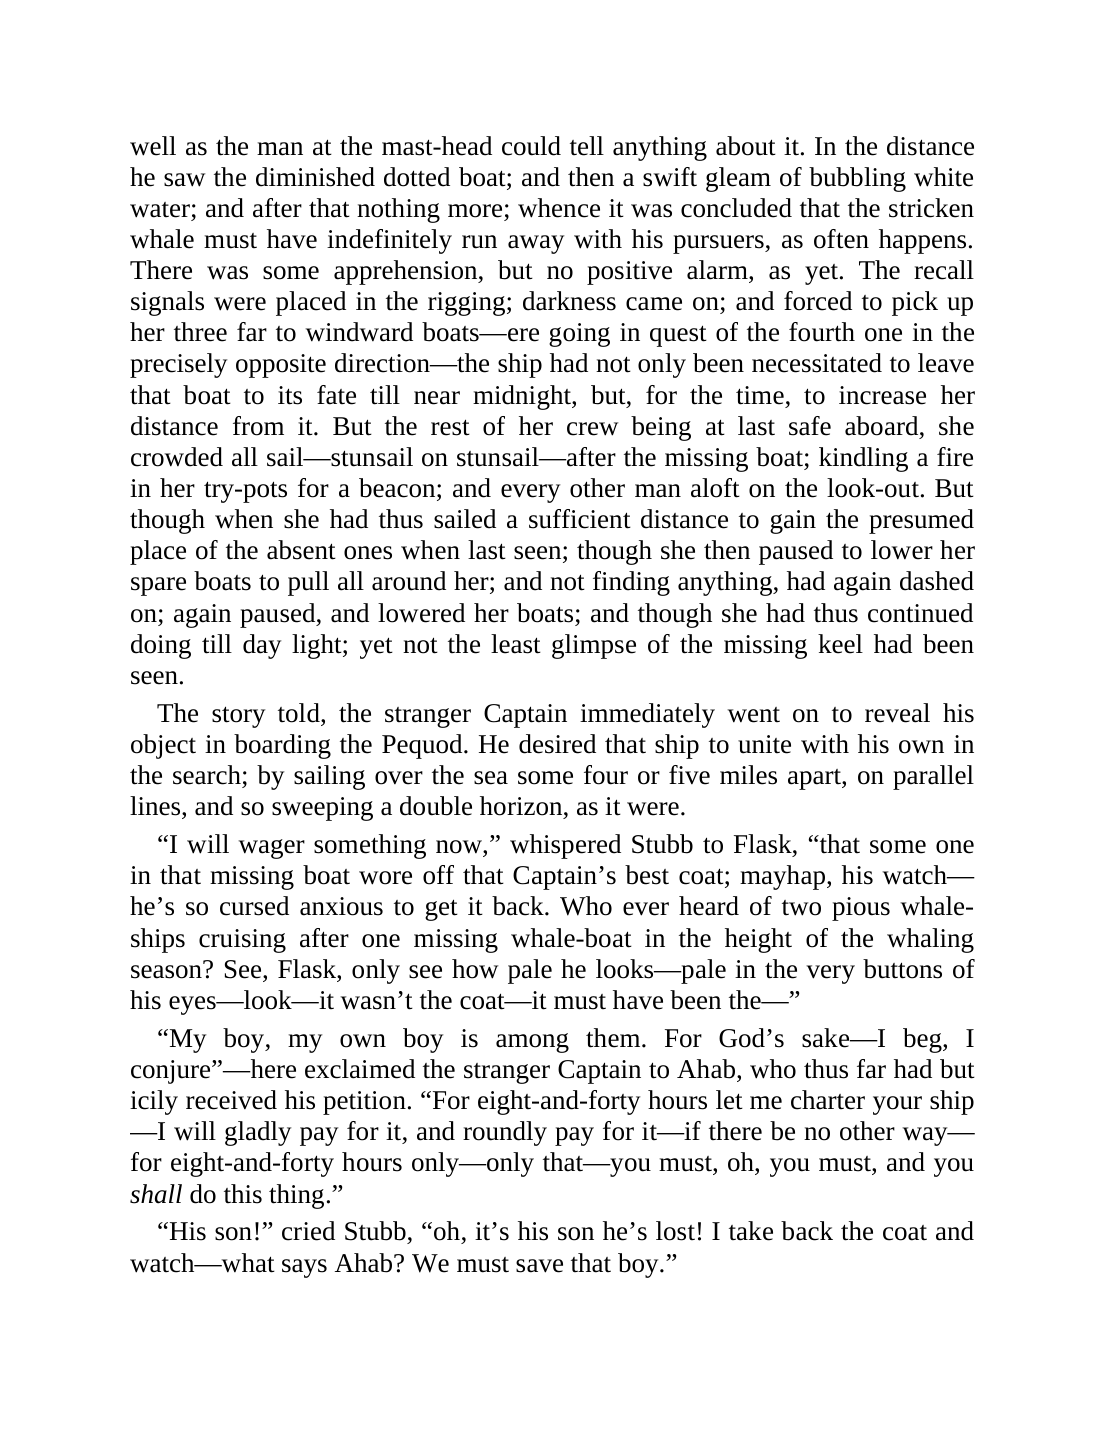 well as the man at the mast-head could tell anything about it. In the distance
he saw the diminished dotted boat; and then a swift gleam of bubbling white
water; and after that nothing more; whence it was concluded that the stricken
whale must have indefinitely run away with his pursuers, as often happens.
There was some apprehension, but no positive alarm, as yet. The recall
signals were placed in the rigging; darkness came on; and forced to pick up
her three far to windward boats—ere going in quest of the fourth one in the
precisely opposite direction—the ship had not only been necessitated to leave
that boat to its fate till near midnight, but, for the time, to increase her
distance from it. But the rest of her crew being at last safe aboard, she
crowded all sail—stunsail on stunsail—after the missing boat; kindling a fire
in her try-pots for a beacon; and every other man aloft on the look-out. But
though when she had thus sailed a sufficient distance to gain the presumed
place of the absent ones when last seen; though she then paused to lower her
spare boats to pull all around her; and not finding anything, had again dashed
on; again paused, and lowered her boats; and though she had thus continued
doing till day light; yet not the least glimpse of the missing keel had been
seen.
The story told, the stranger Captain immediately went on to reveal his
object in boarding the Pequod. He desired that ship to unite with his own in
the search; by sailing over the sea some four or five miles apart, on parallel
lines, and so sweeping a double horizon, as it were.
“I will wager something now,” whispered Stubb to Flask, “that some one
in that missing boat wore off that Captain’s best coat; mayhap, his watch—
he’s so cursed anxious to get it back. Who ever heard of two pious whale-
ships cruising after one missing whale-boat in the height of the whaling
season? See, Flask, only see how pale he looks—pale in the very buttons of
his eyes—look—it wasn’t the coat—it must have been the—”
“My boy, my own boy is among them. For God’s sake—I beg, I
conjure”—here exclaimed the stranger Captain to Ahab, who thus far had but
icily received his petition. “For eight-and-forty hours let me charter your ship
—I will gladly pay for it, and roundly pay for it—if there be no other way—
for eight-and-forty hours only—only that—you must, oh, you must, and you
shall do this thing.”
“His son!” cried Stubb, “oh, it’s his son he’s lost! I take back the coat and
watch—what says Ahab? We must save that boy.”